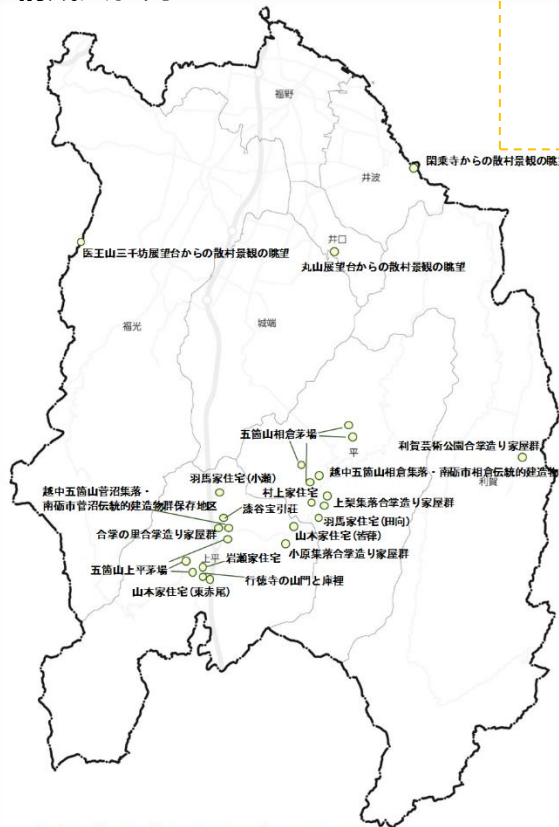 福野
閑乗寺からの散村景観の眺
井波
井口
医王山三千坊展望台からの散村景観の眺望
丸山展望台からの散村景観の眺望
福光
城端
五箇山相倉茅場
平
利賀芸術公園合掌造り家屋群
羽馬家住宅(小瀬)
越中五箇山相倉集落・南砺市相倉伝統的建造物
利賀
越中五箇山菅沼集落・
南砺市菅沼伝統的建造物群保存地区
村上家住宅
上梨集落合掌造り家屋群
漆谷宝引荘
羽馬家住宅(田向)
合掌の里合掌造り家屋群
山本家住宅(皆葎)
小原集落合掌造り家屋群
上平
岩瀬家住宅
五箇山上平茅場
行徳寺の山門と庫裡
山本家住宅(東赤尾)